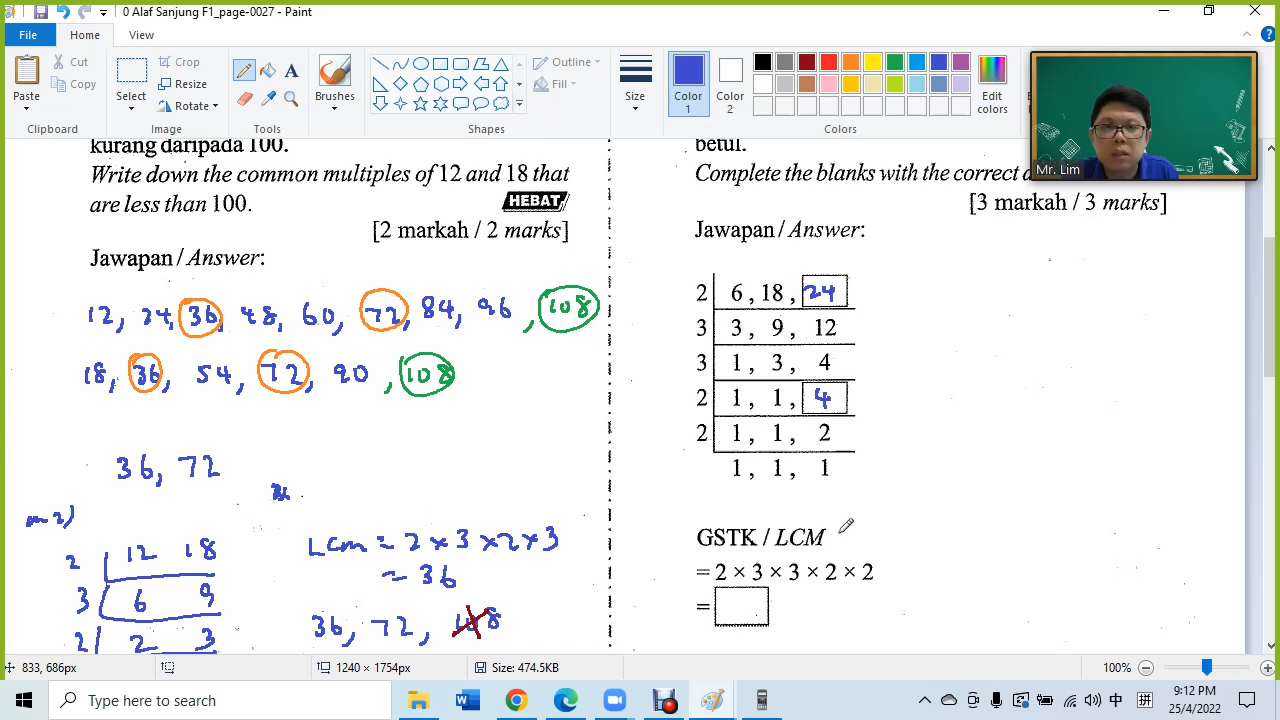 0 Alaf Sanjung F1_page-0027 - Paint
File Home View
Paste Cut Copy Clipboard
Select Crop Resize Rotate Image
Tools
Brushes
Shapes Outline Fill
Size
Color 1 Color 2 Edit colors Colors
Mr. Lim
kurang daripada 100.
Write down the common multiples of 12 and 18 that
are less than 100.
HEBAT
[2 markah / 2 marks]
Jawapan / Answer:
12, 24, 36, 48, 60, 72, 84, 96, 108
18, 36, 54, 72, 90, 108
36, 72
m 2)
2 12 18
3 6 9
2 2 3
LCM = 2 × 3 × 2 × 3
= 36
36, 72, 108
betul.
Complete the blanks with the correct
[3 markah / 3 marks]
Jawapan / Answer:
2 6, 18, 24
3 3, 9, 12
3 1, 3, 4
2 1, 1, 4
2 1, 1, 2
1, 1, 1
GSTK / LCM
= 2 × 3 × 3 × 2 × 2
=
833, 686px 1240 × 1754px Size: 474.5KB 100%
Type here to search
中 拼 9:12 PM
25/4/2022